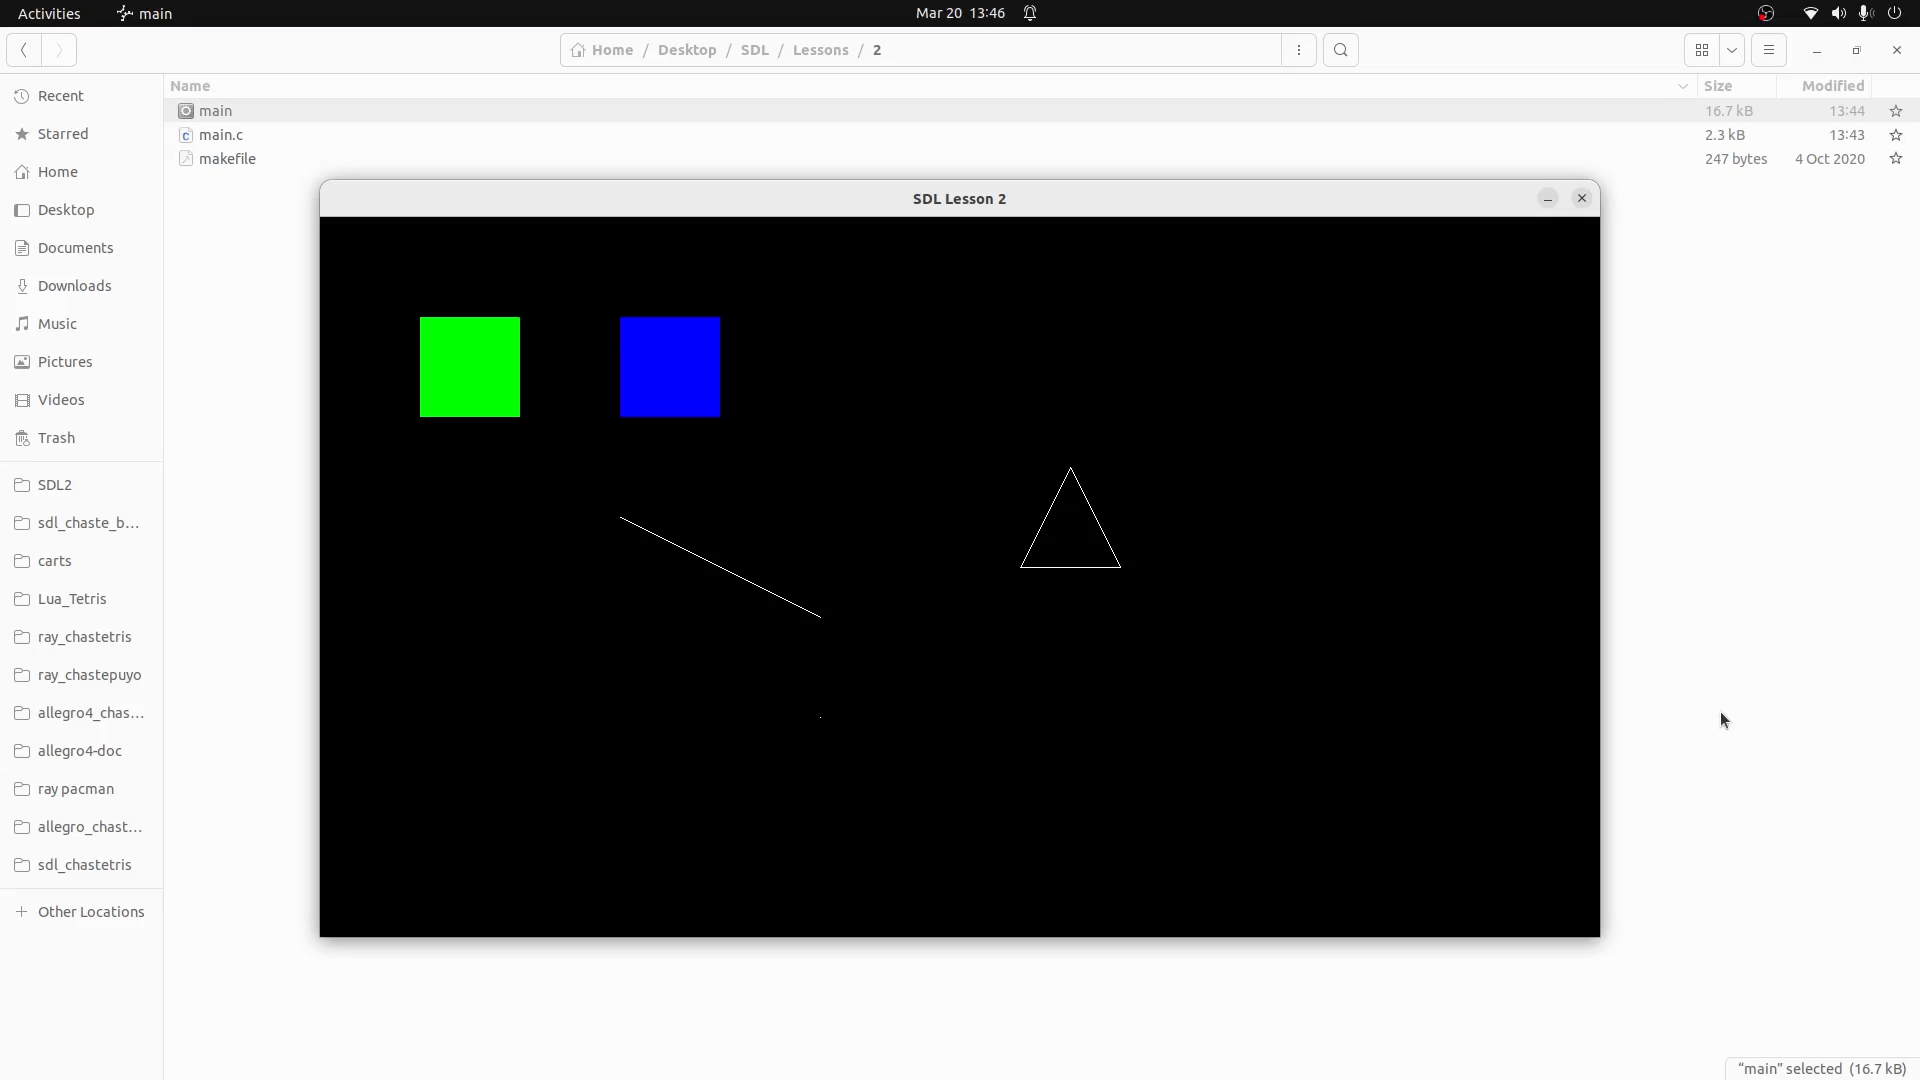 Activities main Mar 20 13:46
Home / Desktop / SDL / Lessons / 2
Name Size Modified
Recent
main 16.7 kB 13:44
Starred
main.c 2.3 kB 13:43
makefile 247 bytes 4 Oct 2020
Home
SDL Lesson 2
Desktop
Documents
Downloads
Music
Pictures
Videos
Trash
SDL2
sdl_chaste_b...
carts
Lua_Tetris
ray_chastetris
ray_chastepuyo
allegro4_chas...
allegro4-doc
ray pacman
allegro_chast...
sdl_chastetris
Other Locations
“main” selected (16.7 kB)